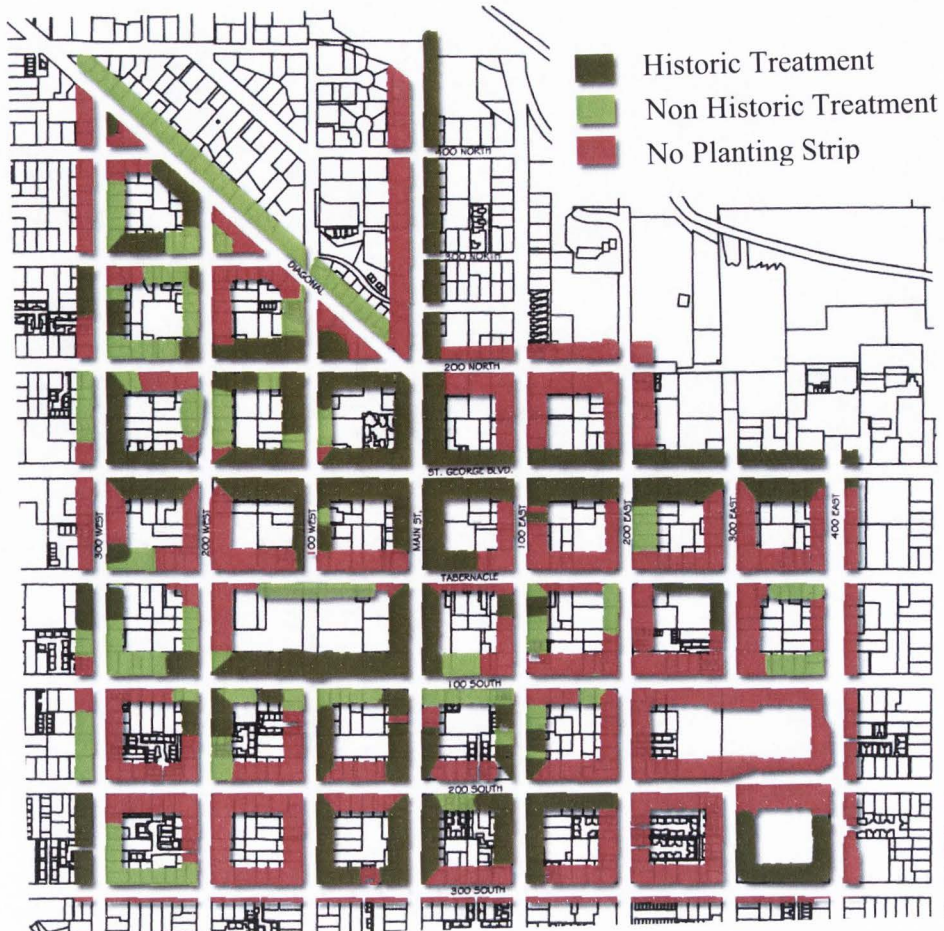 Historic Treatment
Non Historic Treatment
No Planting Strip
400 NORTH
300 NORTH
DIAGONAL
200 NORTH
ST. GEORGE BLVD.
300 WEST
200 WEST
100 WEST
MAIN ST.
100 EAST
200 EAST
300 EAST
400 EAST
TABERNACLE
100 SOUTH
200 SOUTH
300 SOUTH